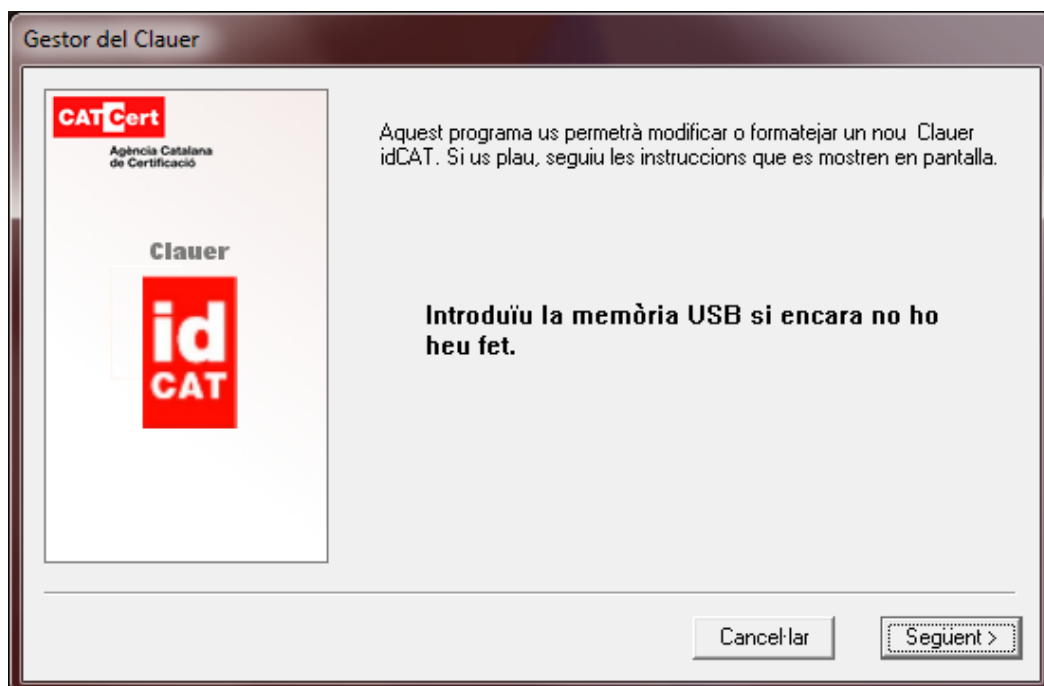 Gestor del Clauer
CATCert
Agència Catalana
de Certificació
Clauer
id
CAT
Aquest programa us permetrà modificar o formatejar un nou Clauer
idCAT. Si us plau, seguiu les instruccions que es mostren en pantalla.
Introduïu la memòria USB si encara no ho
heu fet.
Cancel·lar
Següent >